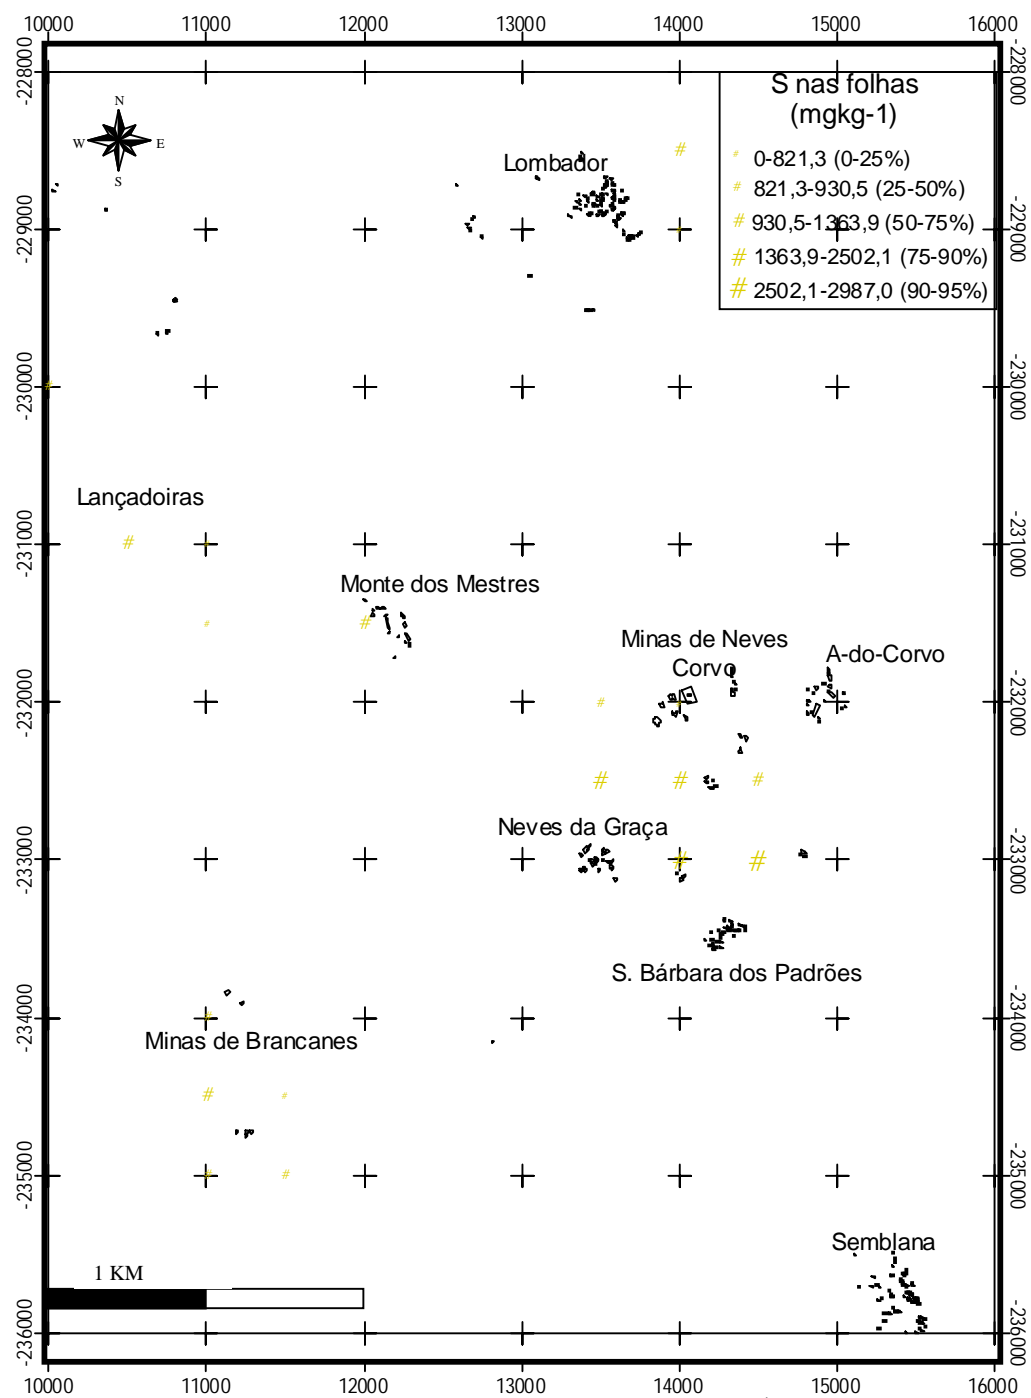 10000 11000 12000 13000 14000 15000 16000
-228000 -228000
S nas folhas
(mgkg-1)
N
W E
S
Lombador
# 0-821,3 (0-25%)
# 821,3-930,5 (25-50%)
# 930,5-1363,9 (50-75%)
# 1363,9-2502,1 (75-90%)
# 2502,1-2987,0 (90-95%)
-229000 -229000
-230000 -230000
Lançadoiras
-231000 -231000
Monte dos Mestres
Minas de Neves
Corvo
A-do-Corvo
-232000 -232000
Neves da Graça
-233000 -233000
S. Bárbara dos Padrões
-234000 -234000
Minas de Brancanes
-235000 -235000
Semblana
1 KM
-236000 -236000
10000 11000 12000 13000 14000 15000 16000